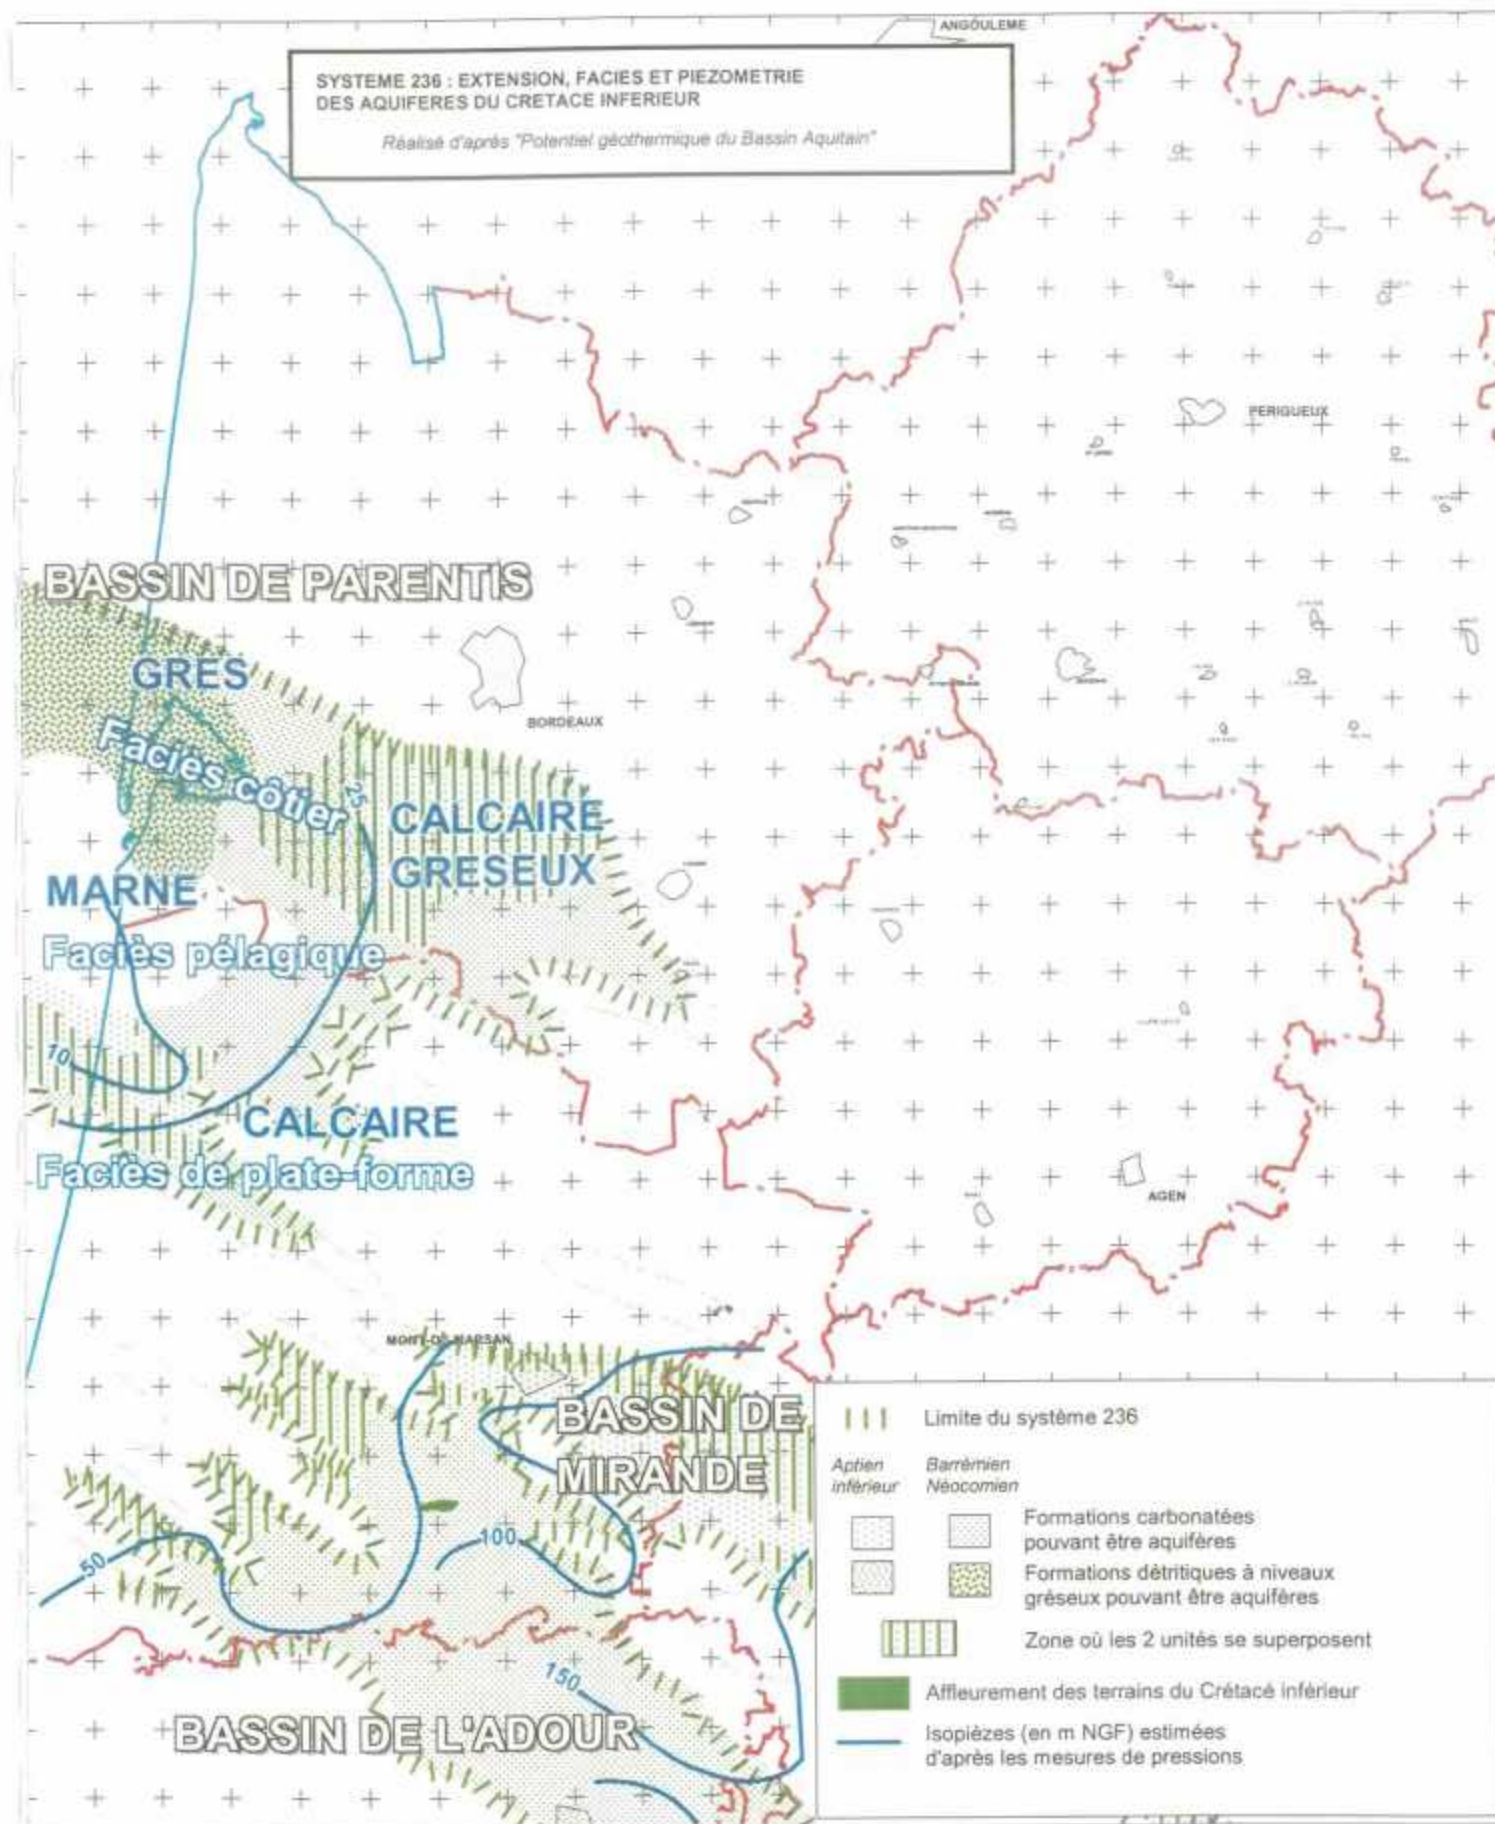 ANGOULEME
SYSTEME 236 : EXTENSION, FACIES ET PIEZOMETRIE
DES AQUIFERES DU CRETACE INFERIEUR
Réalisé d'après "Potentiel géothermique du Bassin Aquitain"
PERIGUEUX
BASSIN DE PARENTIS
GRES
BORDEAUX
Faciès côtier
25
CALCAIRE
GRESEUX
MARNE
Faciès pélagique
10
CALCAIRE
Faciès de plate-forme
AGEN
MONT-DE-MARSAN
BASSIN DE
MIRANDE
100
50
150
BASSIN DE L'ADOUR
Limite du système 236
Aptien
inférieur
Barrémien
Néocomien
Formations carbonatées
pouvant être aquifères
Formations détritiques à niveaux
gréseux pouvant être aquifères
Zone où les 2 unités se superposent
Affleurement des terrains du Crétacé inférieur
Isopièzes (en m NGF) estimées
d'après les mesures de pressions